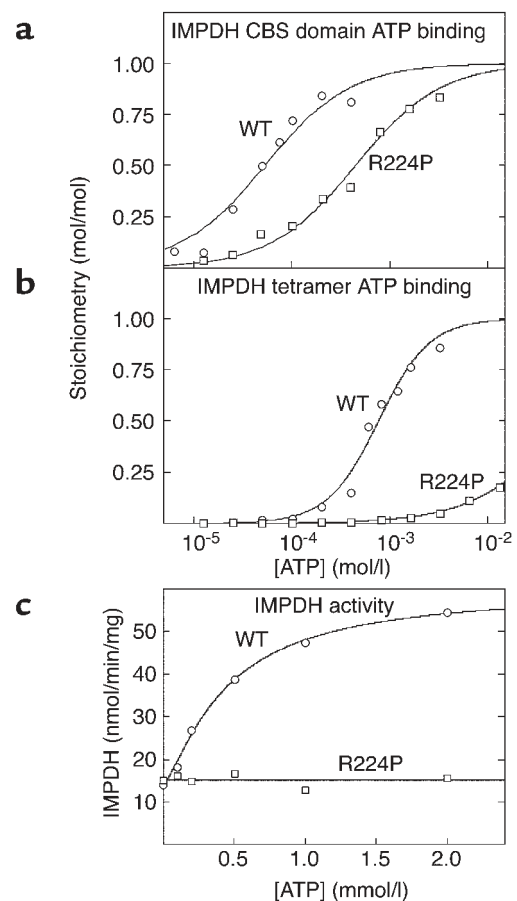 a
IMPDH CBS domain ATP binding
1.00
0.75
0.50
0.25
WT
R224P
Stoichiometry (mol/mol)
b
IMPDH tetramer ATP binding
1.00
0.75
0.50
0.25
WT
R224P
10⁻⁵ 10⁻⁴ 10⁻³ 10⁻²
[ATP] (mol/l)
c
IMPDH activity
50
40
30
20
10
WT
R224P
IMPDH (nmol/min/mg)
0.5 1.0 1.5 2.0
[ATP] (mmol/l)